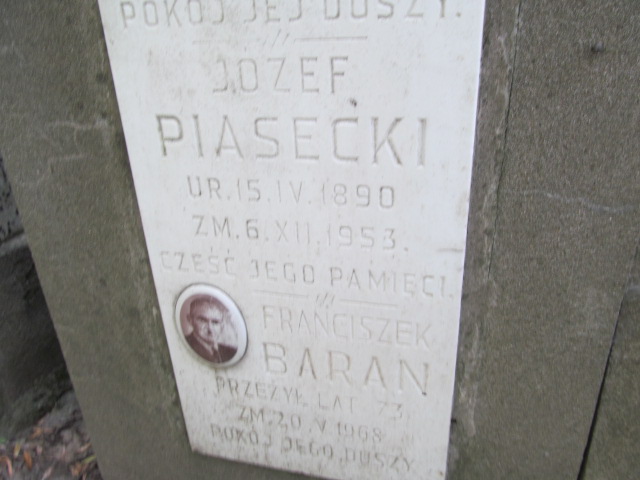 POKÓJ JEJ DUSZY.
JÓZEF
PIASECKI
UR. 15. IV. 1890
ZM. 6. XII. 1953.
CZEŚĆ JEGO PAMIĘCI.
FRANCISZEK
BARAN
PRZEŻYŁ LAT 73
ZM. 20. V. 1968
POKÓJ JEGO DUSZY